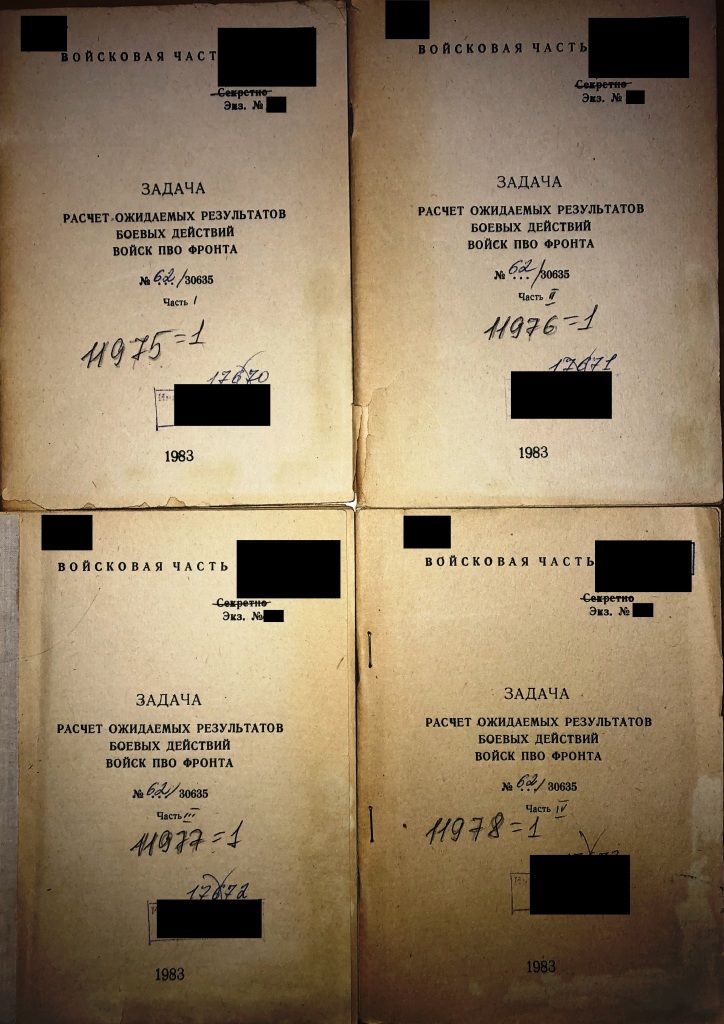 ВОЙСКОВАЯ ЧАСТ
Секретно
Экз. №
ЗАДАЧА
РАСЧЕТ ОЖИДАЕМЫХ РЕЗУЛЬТАТОВ
БОЕВЫХ ДЕЙСТВИЙ
ВОЙСК ПВО ФРОНТА
№ 62/30635
Часть I
11975=1
17670
1983
ВОЙСКОВАЯ ЧАСТЬ
Секретно
Экз. №
ЗАДАЧА
РАСЧЕТ ОЖИДАЕМЫХ РЕЗУЛЬТАТОВ
БОЕВЫХ ДЕЙСТВИЙ
ВОЙСК ПВО ФРОНТА
№ 62/30635
Часть II
11976=1
17671
1983
ВОЙСКОВАЯ ЧАСТЬ
Секретно
Экз. №
ЗАДАЧА
РАСЧЕТ ОЖИДАЕМЫХ РЕЗУЛЬТАТОВ
БОЕВЫХ ДЕЙСТВИЙ
ВОЙСК ПВО ФРОНТА
№ 62/30635
Часть III
11977=1
17672
1983
ВОЙСКОВАЯ ЧАСТЬ
Секретно
Экз. №
ЗАДАЧА
РАСЧЕТ ОЖИДАЕМЫХ РЕЗУЛЬТАТОВ
БОЕВЫХ ДЕЙСТВИЙ
ВОЙСК ПВО ФРОНТА
№ 62/30635
Часть IV
11978=1
1983